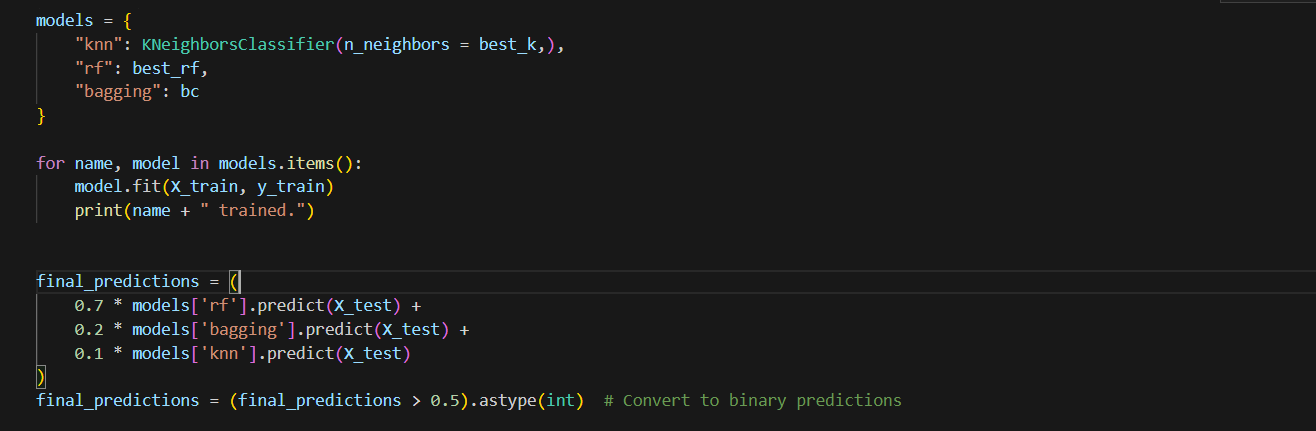 models = {
    "knn": KNeighborsClassifier(n_neighbors = best_k,),
    "rf": best_rf,
    "bagging": bc
}
for name, model in models.items():
    model.fit(X_train, y_train)
    print(name + " trained.")
final_predictions = (
    0.7 * models['rf'].predict(X_test) +
    0.2 * models['bagging'].predict(X_test) +
    0.1 * models['knn'].predict(X_test)
)
final_predictions = (final_predictions > 0.5).astype(int)  # Convert to binary predictions